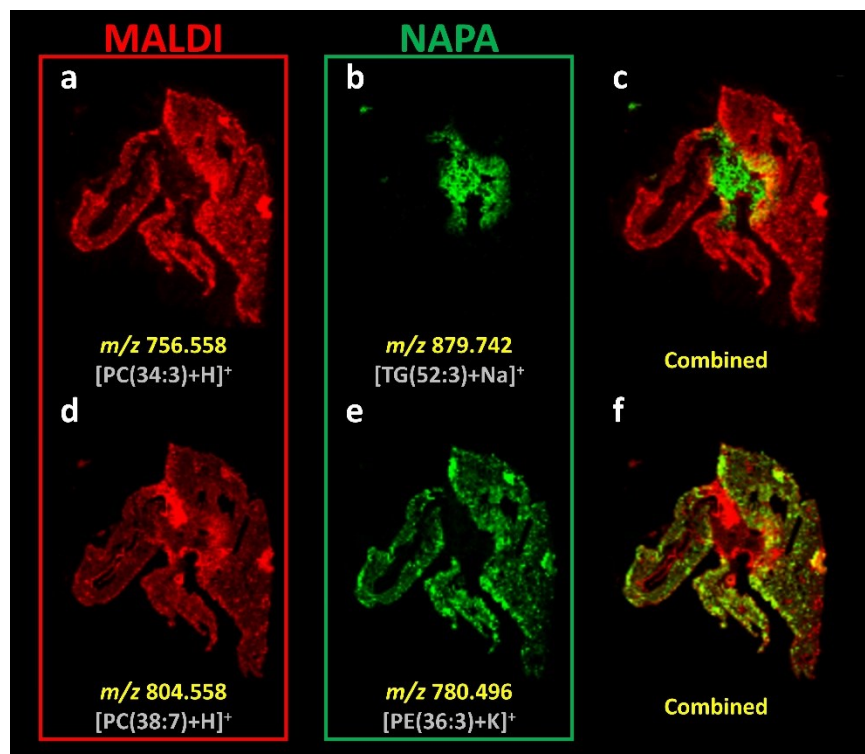 MALDI NAPA
a b c
m/z 756.558 m/z 879.742 Combined
[PC(34:3)+H]⁺ [TG(52:3)+Na]⁺
d e f
m/z 804.558 m/z 780.496 Combined
[PC(38:7)+H]⁺ [PE(36:3)+K]⁺